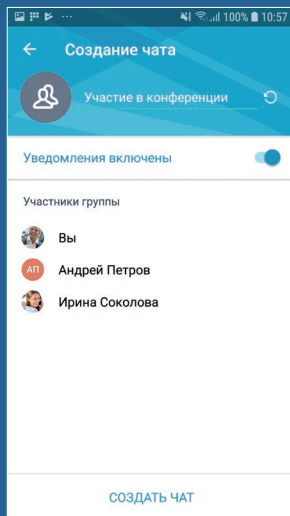 100% 10:57
Создание чата
Участие в конференции
Уведомления включены
Участники группы
Вы
АП Андрей Петров
Ирина Соколова
СОЗДАТЬ ЧАТ